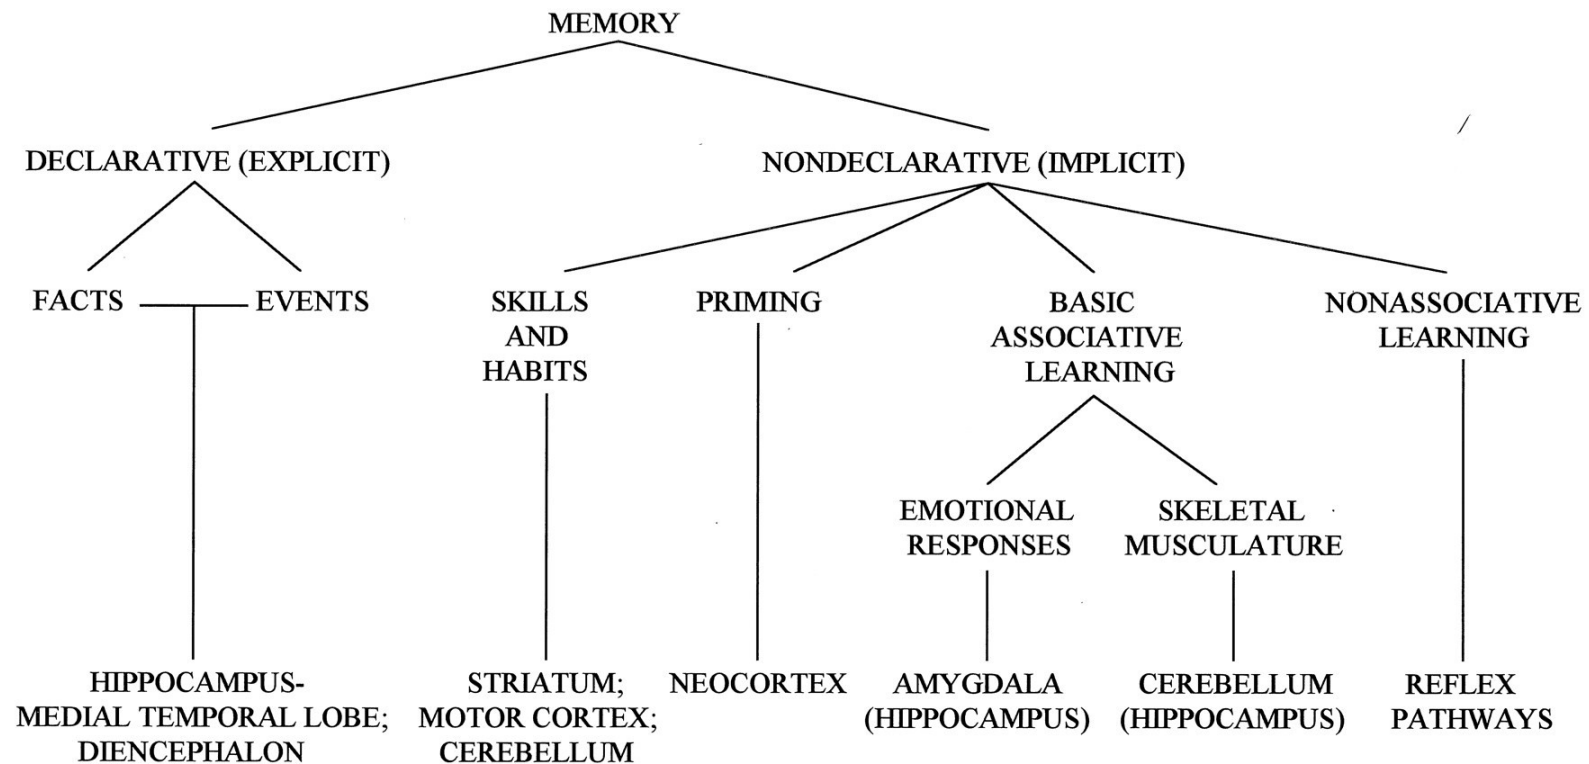 MEMORY
DECLARATIVE (EXPLICIT)
NONDECLARATIVE (IMPLICIT)
FACTS
EVENTS
SKILLS
AND
HABITS
PRIMING
BASIC
ASSOCIATIVE
LEARNING
NONASSOCIATIVE
LEARNING
EMOTIONAL
RESPONSES
SKELETAL
MUSCULATURE
HIPPOCAMPUS-
MEDIAL TEMPORAL LOBE;
DIENCEPHALON
STRIATUM;
MOTOR CORTEX;
CEREBELLUM
NEOCORTEX
AMYGDALA
(HIPPOCAMPUS)
CEREBELLUM
(HIPPOCAMPUS)
REFLEX
PATHWAYS